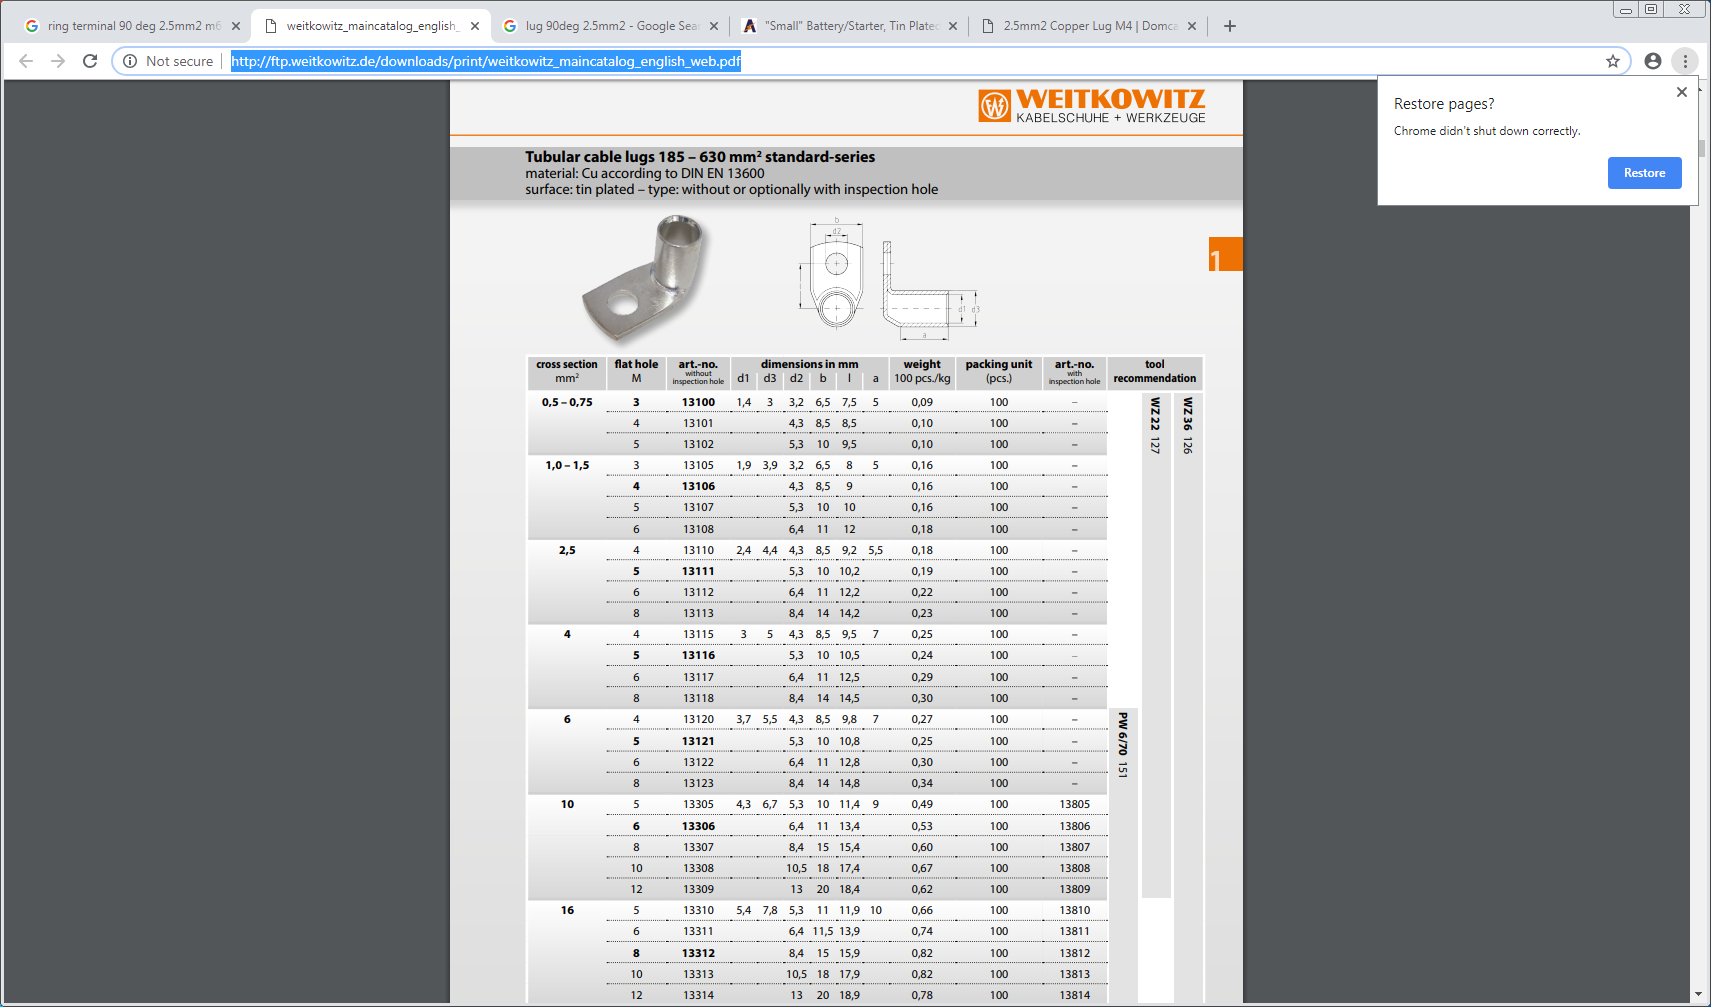 ring terminal 90 deg 2.5mm2 m6
weitkowitz_maincatalog_english_
lug 90deg 2.5mm2 - Google Sear
"Small" Battery/Starter, Tin Plated
2.5mm2 Copper Lug M4 | Domca
Not secure | http://ftp.weitkowitz.de/downloads/print/weitkowitz_maincatalog_english_web.pdf
Restore pages?
Chrome didn't shut down correctly.
Restore
WEITKOWITZ
KABELSCHUHE + WERKZEUGE
Tubular cable lugs 185 – 630 mm² standard-series
material: Cu according to DIN EN 13600
surface: tin plated – type: without or optionally with inspection hole
b
d2
d1 d3
a
1
cross section flat hole art.-no. dimensions in mm weight packing unit art.-no. tool
mm² M without inspection hole d1 d3 d2 b l a 100 pcs./kg (pcs.) with inspection hole recommendation
0,5 – 0,75 3 13100 1,4 3 3,2 6,5 7,5 5 0,09 100 –
4 13101 4,3 8,5 8,5 0,10 100 –
5 13102 5,3 10 9,5 0,10 100 –
1,0 – 1,5 3 13105 1,9 3,9 3,2 6,5 8 5 0,16 100 –
4 13106 4,3 8,5 9 0,16 100 –
5 13107 5,3 10 10 0,16 100 –
6 13108 6,4 11 12 0,18 100 –
2,5 4 13110 2,4 4,4 4,3 8,5 9,2 5,5 0,18 100 –
5 13111 5,3 10 10,2 0,19 100 –
6 13112 6,4 11 12,2 0,22 100 –
8 13113 8,4 14 14,2 0,23 100 –
4 4 13115 3 5 4,3 8,5 9,5 7 0,25 100 –
5 13116 5,3 10 10,5 0,24 100 –
6 13117 6,4 11 12,5 0,29 100 –
8 13118 8,4 14 14,5 0,30 100 –
6 4 13120 3,7 5,5 4,3 8,5 9,8 7 0,27 100 –
5 13121 5,3 10 10,8 0,25 100 –
6 13122 6,4 11 12,8 0,30 100 –
8 13123 8,4 14 14,8 0,34 100 –
10 5 13305 4,3 6,7 5,3 10 11,4 9 0,49 100 13805
6 13306 6,4 11 13,4 0,53 100 13806
8 13307 8,4 15 15,4 0,60 100 13807
10 13308 10,5 18 17,4 0,67 100 13808
12 13309 13 20 18,4 0,62 100 13809
16 5 13310 5,4 7,8 5,3 11 11,9 10 0,66 100 13810
6 13311 6,4 11,5 13,9 0,74 100 13811
8 13312 8,4 15 15,9 0,82 100 13812
10 13313 10,5 18 17,9 0,82 100 13813
12 13314 13 20 18,9 0,78 100 13814
WZ 22 127
WZ 36 126
PW 6/70 151